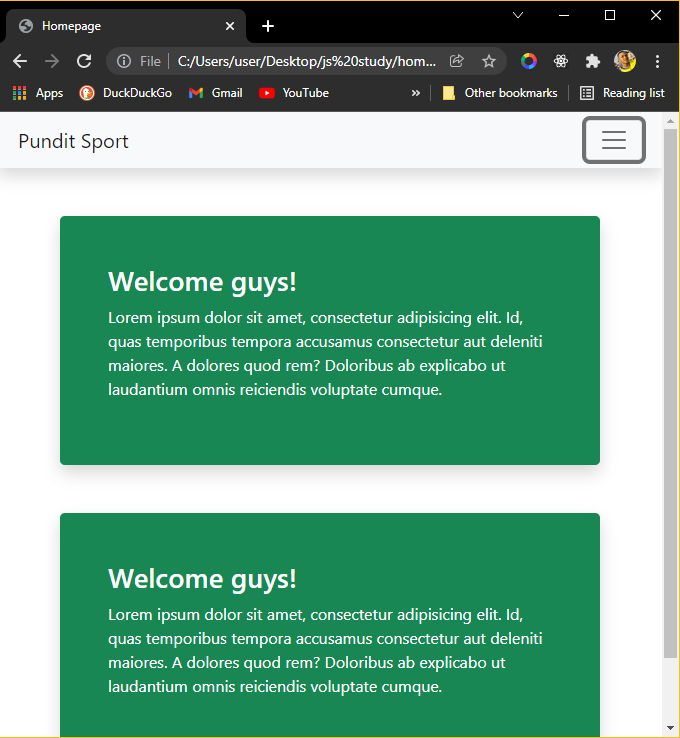 Homepage
File
C:/Users/user/Desktop/js%20study/hom...
Apps
DuckDuckGo
Gmail
YouTube
»
Other bookmarks
Reading list
Pundit Sport
Welcome guys!
Lorem ipsum dolor sit amet, consectetur adipisicing elit. Id,
quas temporibus tempora accusamus consectetur aut deleniti
maiores. A dolores quod rem? Doloribus ab explicabo ut
laudantium omnis reiciendis voluptate cumque.
Welcome guys!
Lorem ipsum dolor sit amet, consectetur adipisicing elit. Id,
quas temporibus tempora accusamus consectetur aut deleniti
maiores. A dolores quod rem? Doloribus ab explicabo ut
laudantium omnis reiciendis voluptate cumque.